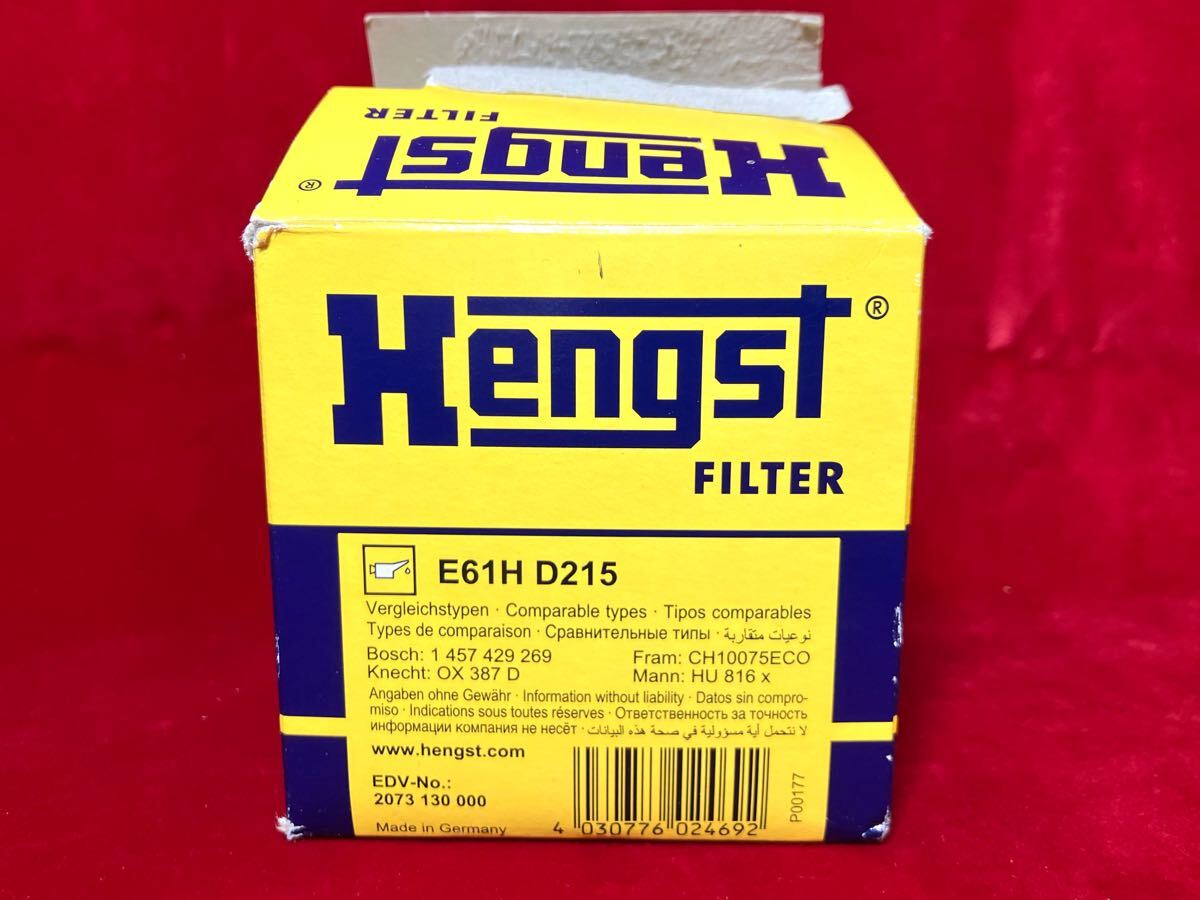 Hengst ®
FILTER
Hengst ®
FILTER
E61H D215
Vergleichstypen · Comparable types · Tipos comparables
Types de comparaison · Сравнительные типы · نوعيات متقاربة
Bosch: 1 457 429 269 Fram: CH10075ECO
Knecht: OX 387 D Mann: HU 816 x
Angaben ohne Gewähr · Information without liability · Datos sin compro-
miso · Indications sous toutes réserves · Ответственность за точность
информации компания не несёт · لا نتحمل أية مسؤولية في صحة هذه البيانات
www.hengst.com
EDV-No.:
2073 130 000
Made in Germany
4 030776 024692
P00177